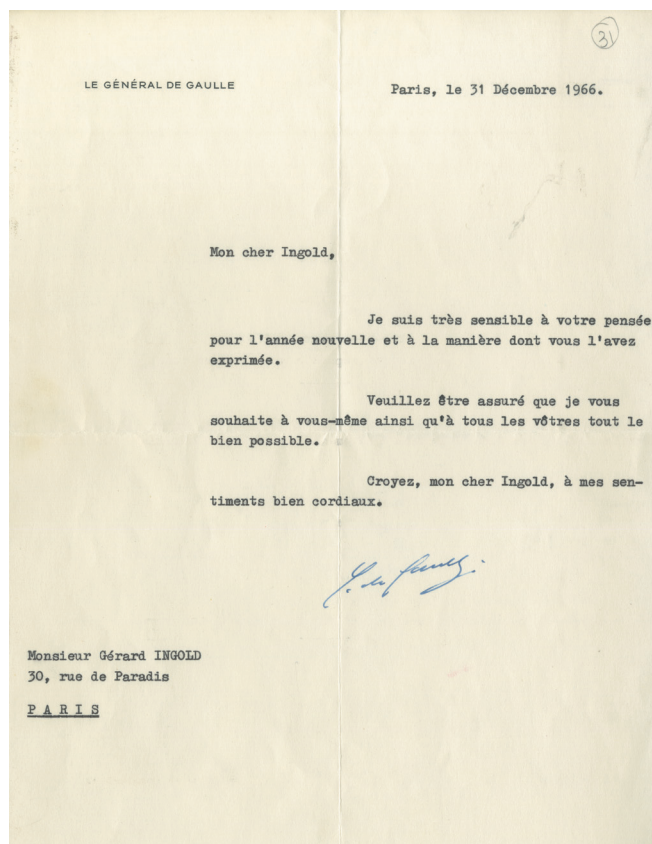 31
LE GÉNÉRAL DE GAULLE
Paris, le 31 Décembre 1966.
Mon cher Ingold,
Je suis très sensible à votre pensée
pour l'année nouvelle et à la manière dont vous l'avez
exprimée.
Veuillez être assuré que je vous
souhaite à vous-même ainsi qu'à tous les vôtres tout le
bien possible.
Croyez, mon cher Ingold, à mes sen-
timents bien cordiaux.
C. de Gaulle.
Monsieur Gérard INGOLD
30, rue de Paradis
P A R I S